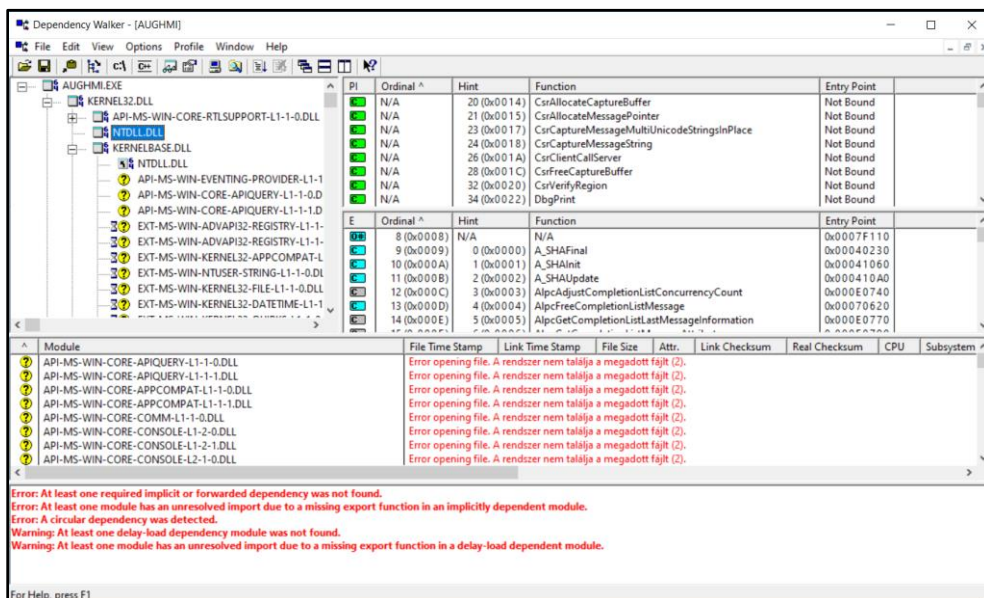 Dependency Walker - [AUGHMI]
File Edit View Options Profile Window Help
AUGHMI.EXE
KERNEL32.DLL
API-MS-WIN-CORE-RTLSUPPORT-L1-1-0.DLL
NTDLL.DLL
KERNELBASE.DLL
NTDLL.DLL
API-MS-WIN-EVENTING-PROVIDER-L1-1
API-MS-WIN-CORE-APIQUERY-L1-1-0.D
API-MS-WIN-CORE-APIQUERY-L1-1-1.D
EXT-MS-WIN-ADVAPI32-REGISTRY-L1-1-
EXT-MS-WIN-ADVAPI32-REGISTRY-L1-1-
EXT-MS-WIN-KERNEL32-APPCOMPAT-L
EXT-MS-WIN-NTUSER-STRING-L1-1-0.DL
EXT-MS-WIN-KERNEL32-FILE-L1-1-0.DLL
EXT-MS-WIN-KERNEL32-DATETIME-L1-1
PI Ordinal ^ Hint Function Entry Point
N/A 20 (0x0014) CsrAllocateCaptureBuffer Not Bound
N/A 21 (0x0015) CsrAllocateMessagePointer Not Bound
N/A 23 (0x0017) CsrCaptureMessageMultiUnicodeStringsInPlace Not Bound
N/A 24 (0x0018) CsrCaptureMessageString Not Bound
N/A 26 (0x001A) CsrClientCallServer Not Bound
N/A 28 (0x001C) CsrFreeCaptureBuffer Not Bound
N/A 32 (0x0020) CsrVerifyRegion Not Bound
N/A 34 (0x0022) DbgPrint Not Bound
E Ordinal ^ Hint Function Entry Point
8 (0x0008) N/A N/A 0x0007F110
9 (0x0009) 0 (0x0000) A_SHAFinal 0x00040230
10 (0x000A) 1 (0x0001) A_SHAInit 0x00041060
11 (0x000B) 2 (0x0002) A_SHAUpdate 0x000410A0
12 (0x000C) 3 (0x0003) AlpcAdjustCompletionListConcurrencyCount 0x000E0740
13 (0x000D) 4 (0x0004) AlpcFreeCompletionListMessage 0x00070620
14 (0x000E) 5 (0x0005) AlpcGetCompletionListLastMessageInformation 0x000E0770
^ Module File Time Stamp Link Time Stamp File Size Attr. Link Checksum Real Checksum CPU Subsystem
API-MS-WIN-CORE-APIQUERY-L1-1-0.DLL Error opening file. A rendszer nem találja a megadott fájlt (2).
API-MS-WIN-CORE-APIQUERY-L1-1-1.DLL Error opening file. A rendszer nem találja a megadott fájlt (2).
API-MS-WIN-CORE-APPCOMPAT-L1-1-0.DLL Error opening file. A rendszer nem találja a megadott fájlt (2).
API-MS-WIN-CORE-APPCOMPAT-L1-1-1.DLL Error opening file. A rendszer nem találja a megadott fájlt (2).
API-MS-WIN-CORE-COMM-L1-1-0.DLL Error opening file. A rendszer nem találja a megadott fájlt (2).
API-MS-WIN-CORE-CONSOLE-L1-2-0.DLL Error opening file. A rendszer nem találja a megadott fájlt (2).
API-MS-WIN-CORE-CONSOLE-L1-2-1.DLL Error opening file. A rendszer nem találja a megadott fájlt (2).
API-MS-WIN-CORE-CONSOLE-L2-1-0.DLL Error opening file. A rendszer nem találja a megadott fájlt (2).
Error: At least one required implicit or forwarded dependency was not found.
Error: At least one module has an unresolved import due to a missing export function in an implicitly dependent module.
Error: A circular dependency was detected.
Warning: At least one delay-load dependency module was not found.
Warning: At least one module has an unresolved import due to a missing export function in a delay-load dependent module.
For Help, press F1